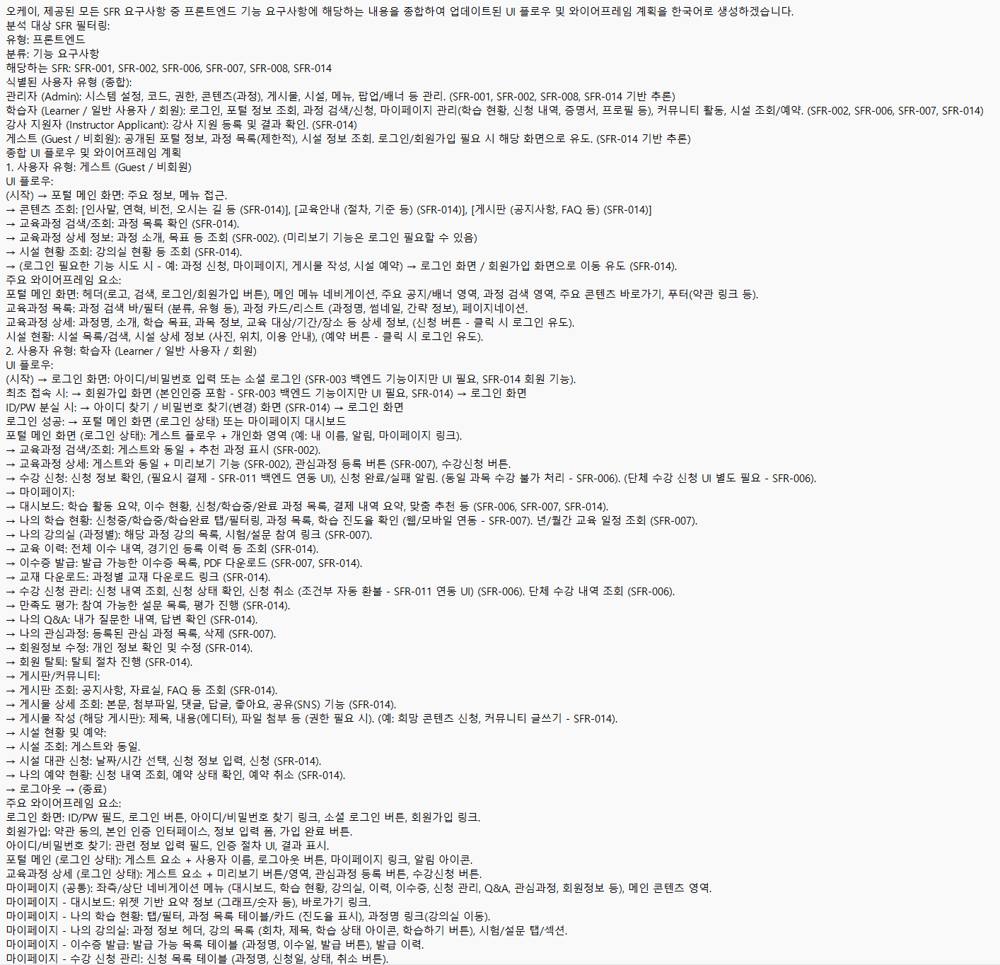 오케이, 제공된 모든 SFR 요구사항 중 프론트엔드 기능 요구사항에 해당하는 내용을 종합하여 업데이트된 UI 플로우 및 와이어프레임 계획을 한국어로 생성하겠습니다.
분석 대상 SFR 필터링:
유형: 프론트엔드
분류: 기능 요구사항
해당하는 SFR: SFR-001, SFR-002, SFR-006, SFR-007, SFR-008, SFR-014
식별된 사용자 유형 (종합):
관리자 (Admin): 시스템 설정, 코드, 권한, 콘텐츠(과정), 게시물, 시설, 메뉴, 팝업/배너 등 관리. (SFR-001, SFR-002, SFR-008, SFR-014 기반 추론)
학습자 (Learner / 일반 사용자 / 회원): 로그인, 포털 정보 조회, 과정 검색/신청, 마이페이지 관리(학습 현황, 신청 내역, 증명서, 프로필 등), 커뮤니티 활동, 시설 조회/예약. (SFR-002, SFR-006, SFR-007, SFR-014)
강사 지원자 (Instructor Applicant): 강사 지원 등록 및 결과 확인. (SFR-014)
게스트 (Guest / 비회원): 공개된 포털 정보, 과정 목록(제한적), 시설 정보 조회. 로그인/회원가입 필요 시 해당 화면으로 유도. (SFR-014 기반 추론)
종합 UI 플로우 및 와이어프레임 계획
1. 사용자 유형: 게스트 (Guest / 비회원)
UI 플로우:
(시작) → 포털 메인 화면: 주요 정보, 메뉴 접근.
→ 콘텐츠 조회: [인사말, 연혁, 비전, 오시는 길 등 (SFR-014)], [교육안내 (절차, 기준 등) (SFR-014)], [게시판 (공지사항, FAQ 등) (SFR-014)]
→ 교육과정 검색/조회: 과정 목록 확인 (SFR-014).
→ 교육과정 상세 정보: 과정 소개, 목표 등 조회 (SFR-002). (미리보기 기능은 로그인 필요할 수 있음)
→ 시설 현황 조회: 강의실 현황 등 조회 (SFR-014).
→ (로그인 필요한 기능 시도 시 - 예: 과정 신청, 마이페이지, 게시물 작성, 시설 예약) → 로그인 화면 / 회원가입 화면으로 이동 유도 (SFR-014).
주요 와이어프레임 요소:
포털 메인 화면: 헤더(로고, 검색, 로그인/회원가입 버튼), 메인 메뉴 네비게이션, 주요 공지/배너 영역, 과정 검색 영역, 주요 콘텐츠 바로가기, 푸터(약관 링크 등).
교육과정 목록: 과정 검색 바/필터 (분류, 유형 등), 과정 카드/리스트 (과정명, 썸네일, 간략 정보), 페이지네이션.
교육과정 상세: 과정명, 소개, 학습 목표, 과목 정보, 교육 대상/기간/장소 등 상세 정보, (신청 버튼 - 클릭 시 로그인 유도).
시설 현황: 시설 목록/검색, 시설 상세 정보 (사진, 위치, 이용 안내), (예약 버튼 - 클릭 시 로그인 유도).
2. 사용자 유형: 학습자 (Learner / 일반 사용자 / 회원)
UI 플로우:
(시작) → 로그인 화면: 아이디/비밀번호 입력 또는 소셜 로그인 (SFR-003 백엔드 기능이지만 UI 필요, SFR-014 회원 기능).
최초 접속 시: → 회원가입 화면 (본인인증 포함 - SFR-003 백엔드 기능이지만 UI 필요, SFR-014) → 로그인 화면
ID/PW 분실 시: → 아이디 찾기 / 비밀번호 찾기(변경) 화면 (SFR-014) → 로그인 화면
로그인 성공: → 포털 메인 화면 (로그인 상태) 또는 마이페이지 대시보드
포털 메인 화면 (로그인 상태): 게스트 플로우 + 개인화 영역 (예: 내 이름, 알림, 마이페이지 링크).
→ 교육과정 검색/조회: 게스트와 동일 + 추천 과정 표시 (SFR-002).
→ 교육과정 상세: 게스트와 동일 + 미리보기 기능 (SFR-002), 관심과정 등록 버튼 (SFR-007), 수강신청 버튼.
→ 수강 신청: 신청 정보 확인, (필요시 결제 - SFR-011 백엔드 연동 UI), 신청 완료/실패 알림. (동일 과목 수강 불가 처리 - SFR-006). (단체 수강 신청 UI 별도 필요 - SFR-006).
→ 마이페이지:
→ 대시보드: 학습 활동 요약, 이수 현황, 신청/학습중/완료 과정 목록, 결제 내역 요약, 맞춤 추천 등 (SFR-006, SFR-007, SFR-014).
→ 나의 학습 현황: 신청중/학습중/학습완료 탭/필터링, 과정 목록, 학습 진도율 확인 (웹/모바일 연동 - SFR-007). 년/월간 교육 일정 조회 (SFR-007).
→ 나의 강의실 (과정별): 해당 과정 강의 목록, 시험/설문 참여 링크 (SFR-007).
→ 교육 이력: 전체 이수 내역, 경기인 등록 이력 등 조회 (SFR-014).
→ 이수증 발급: 발급 가능한 이수증 목록, PDF 다운로드 (SFR-007, SFR-014).
→ 교재 다운로드: 과정별 교재 다운로드 링크 (SFR-014).
→ 수강 신청 관리: 신청 내역 조회, 신청 상태 확인, 신청 취소 (조건부 자동 환불 - SFR-011 연동 UI) (SFR-006). 단체 수강 내역 조회 (SFR-006).
→ 만족도 평가: 참여 가능한 설문 목록, 평가 진행 (SFR-014).
→ 나의 Q&A: 내가 질문한 내역, 답변 확인 (SFR-014).
→ 나의 관심과정: 등록된 관심 과정 목록, 삭제 (SFR-007).
→ 회원정보 수정: 개인 정보 확인 및 수정 (SFR-014).
→ 회원 탈퇴: 탈퇴 절차 진행 (SFR-014).
→ 게시판/커뮤니티:
→ 게시판 조회: 공지사항, 자료실, FAQ 등 조회 (SFR-014).
→ 게시물 상세 조회: 본문, 첨부파일, 댓글, 답글, 좋아요, 공유(SNS) 기능 (SFR-014).
→ 게시물 작성 (해당 게시판): 제목, 내용(에디터), 파일 첨부 등 (권한 필요 시). (예: 희망 콘텐츠 신청, 커뮤니티 글쓰기 - SFR-014).
→ 시설 현황 및 예약:
→ 시설 조회: 게스트와 동일.
→ 시설 대관 신청: 날짜/시간 선택, 신청 정보 입력, 신청 (SFR-014).
→ 나의 예약 현황: 신청 내역 조회, 예약 상태 확인, 예약 취소 (SFR-014).
→ 로그아웃 → (종료)
주요 와이어프레임 요소:
로그인 화면: ID/PW 필드, 로그인 버튼, 아이디/비밀번호 찾기 링크, 소셜 로그인 버튼, 회원가입 링크.
회원가입: 약관 동의, 본인 인증 인터페이스, 정보 입력 폼, 가입 완료 버튼.
아이디/비밀번호 찾기: 관련 정보 입력 필드, 인증 절차 UI, 결과 표시.
포털 메인 (로그인 상태): 게스트 요소 + 사용자 이름, 로그아웃 버튼, 마이페이지 링크, 알림 아이콘.
교육과정 상세 (로그인 상태): 게스트 요소 + 미리보기 버튼/영역, 관심과정 등록 버튼, 수강신청 버튼.
마이페이지 (공통): 좌측/상단 네비게이션 메뉴 (대시보드, 학습 현황, 강의실, 이력, 이수증, 신청 관리, Q&A, 관심과정, 회원정보 등), 메인 콘텐츠 영역.
마이페이지 - 대시보드: 위젯 기반 요약 정보 (그래프/숫자 등), 바로가기 링크.
마이페이지 - 나의 학습 현황: 탭/필터, 과정 목록 테이블/카드 (진도율 표시), 과정명 링크(강의실 이동).
마이페이지 - 나의 강의실: 과정 정보 헤더, 강의 목록 (회차, 제목, 학습 상태 아이콘, 학습하기 버튼), 시험/설문 탭/섹션.
마이페이지 - 이수증 발급: 발급 가능 목록 테이블 (과정명, 이수일, 발급 버튼), 발급 이력.
마이페이지 - 수강 신청 관리: 신청 목록 테이블 (과정명, 신청일, 상태, 취소 버튼).